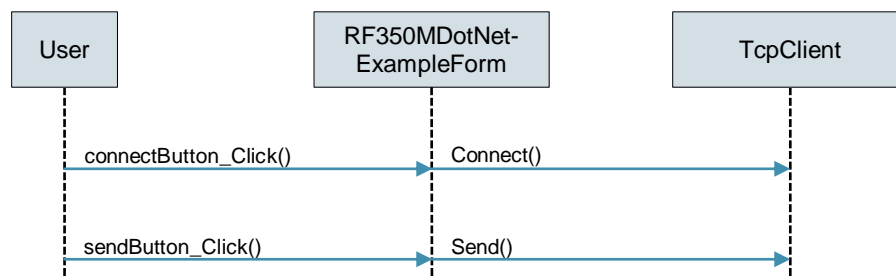 User
RF350MDotNet-
ExampleForm
TcpClient
connectButton_Click()
Connect()
sendButton_Click()
Send()